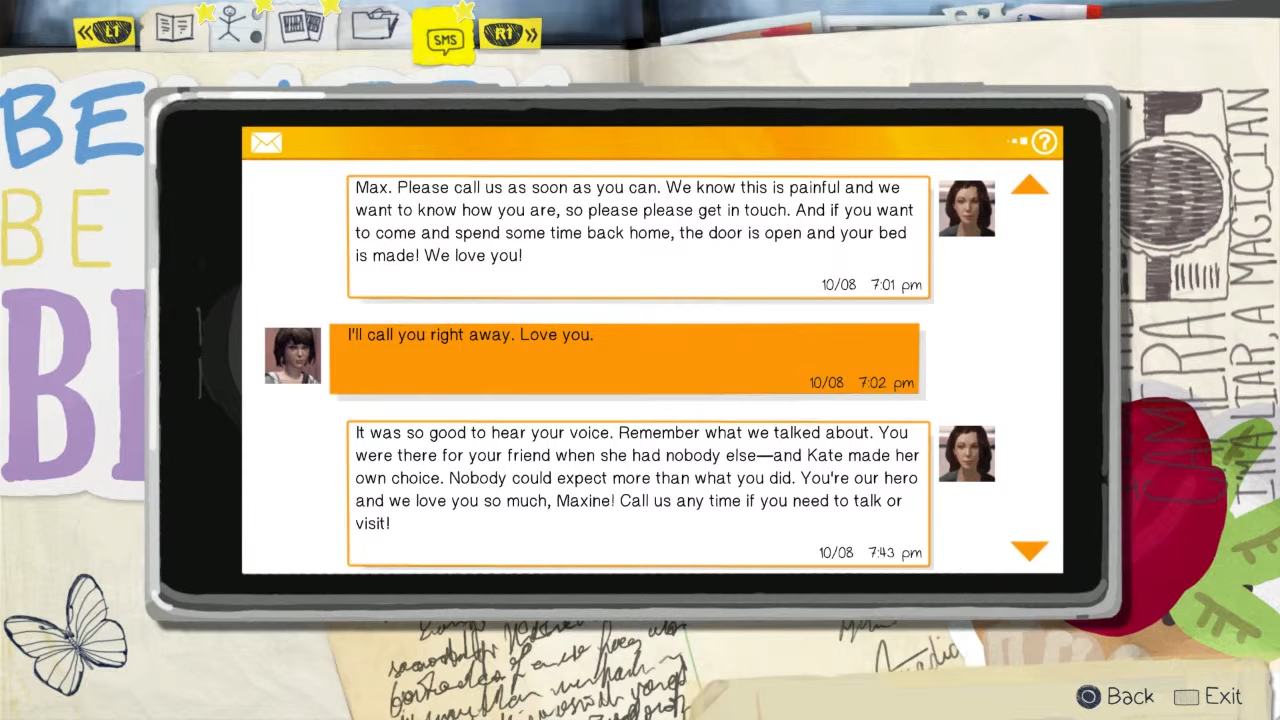 L1
SMS
R1
BE
BE
Max. Please call us as soon as you can. We know this is painful and we
want to know how you are, so please please get in touch. And if you want
to come and spend some time back home, the door is open and your bed
is made! We love you!
10/08 7:01 pm
I'll call you right away. Love you.
10/08 7:02 pm
It was so good to hear your voice. Remember what we talked about. You
were there for your friend when she had nobody else—and Kate made her
own choice. Nobody could expect more than what you did. You're our hero
and we love you so much, Maxine! Call us any time if you need to talk or
visit!
10/08 7:43 pm
LIAR, A MAGICIAN
Back
Exit